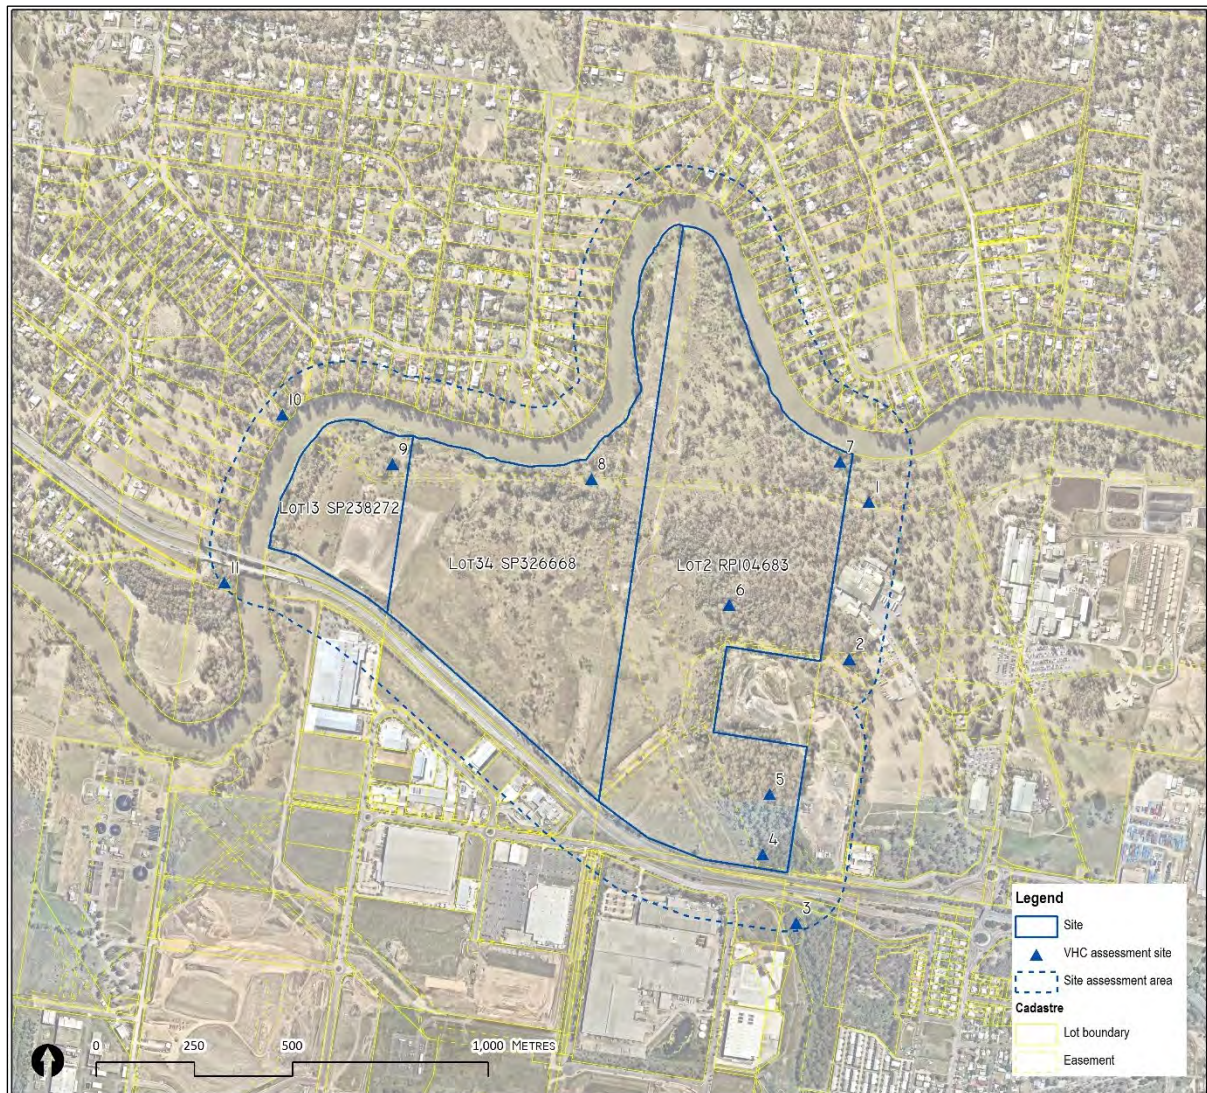 10
9
8
7
1
Lot13 SP238272
Lot34 SP326668
Lot2 RP104683
11
6
2
5
4
3
Legend
Site
VHC assessment site
Site assessment area
Cadastre
Lot boundary
Easement
0 250 500 1,000 Metres